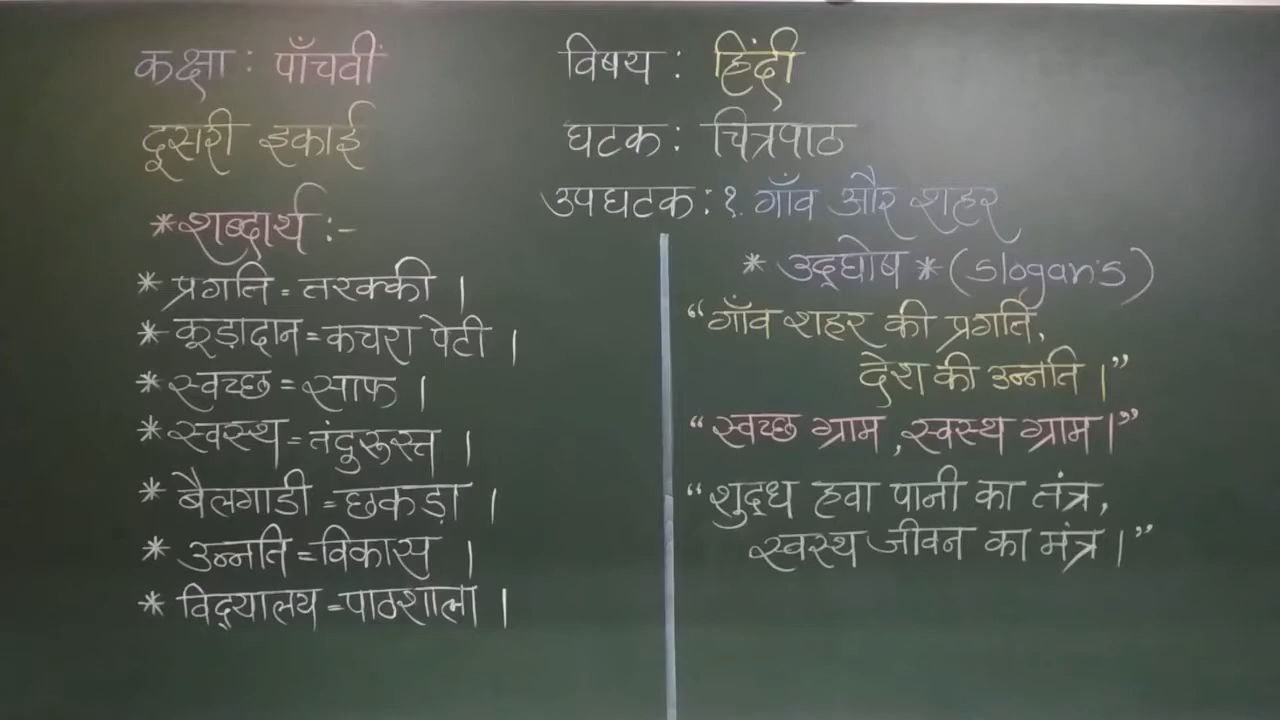 कक्षा : पाँचवीं
दूसरी इकाई
विषय : हिंदी
घटक : चित्रपाठ
उपघटक : १. गाँव और शहर
*शब्दार्थ :-
* प्रगति = तरक्की ।
* कूड़ादान = कचरा पेटी ।
* स्वच्छ = साफ ।
* स्वस्थ = तंदुरूस्त ।
* बैलगाडी = छकड़ा ।
* उन्नति = विकास ।
* विद्‌यालय = पाठशाला ।
* उद्‌घोष * (slogan's)
“गाँव शहर की प्रगति,
देश की उन्नति ।”
“स्वच्छ ग्राम , स्वस्थ ग्राम ।”
“शुद्‌ध हवा पानी का तंत्र,
स्वस्थ जीवन का मंत्र ।”